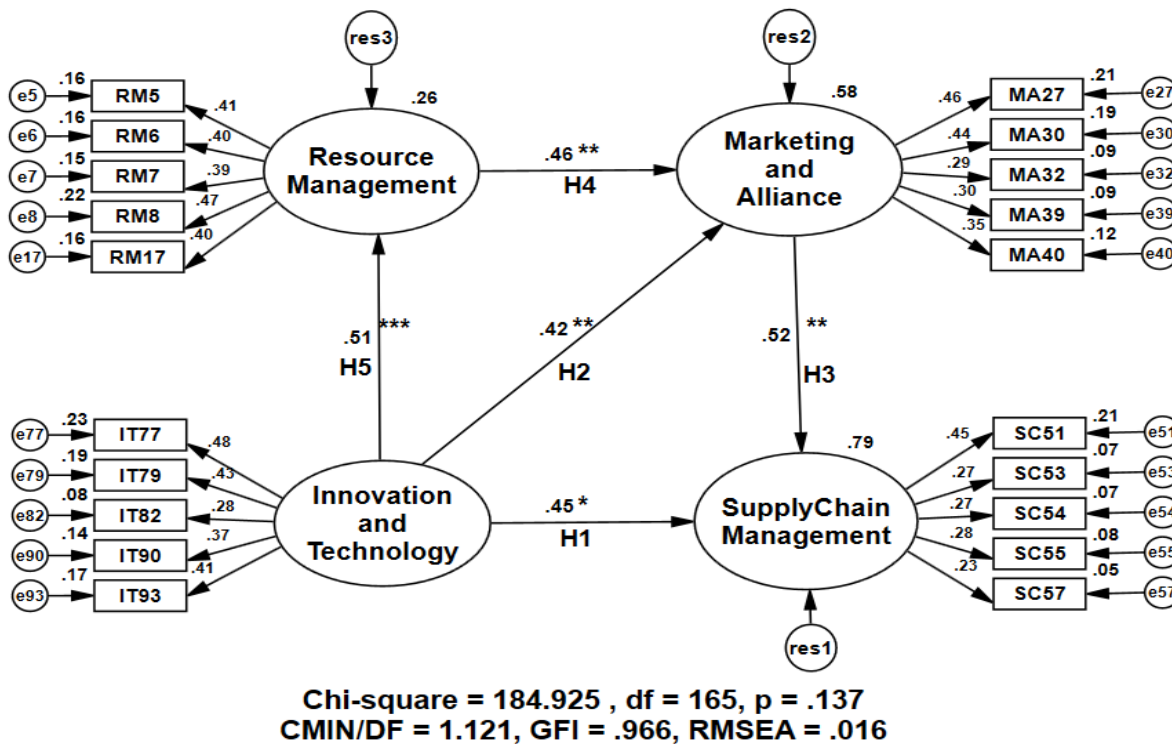 res3
res2
.26
.58
Resource
Management
Marketing
and
Alliance
.46 **
H4
e5
.16
RM5
.41
e6
.16
RM6
.40
e7
.15
RM7
.39
e8
.22
RM8
.47
e17
.16
RM17
.40
.46
MA27
.21
e27
.44
MA30
.19
e30
.29
MA32
.09
e32
.30
MA39
.09
e39
.35
MA40
.12
e40
.51 ***
H5
.42 **
H2
.52 **
H3
e77
.23
IT77
.48
e79
.19
IT79
.43
e82
.08
IT82
.28
e90
.14
IT90
.37
e93
.17
IT93
.41
Innovation
and
Technology
.45 *
H1
.79
SupplyChain
Management
.45
SC51
.21
e51
.27
SC53
.07
e53
.27
SC54
.07
e54
.28
SC55
.08
e55
.23
SC57
.05
e57
res1
Chi-square = 184.925 , df = 165, p = .137
CMIN/DF = 1.121, GFI = .966, RMSEA = .016